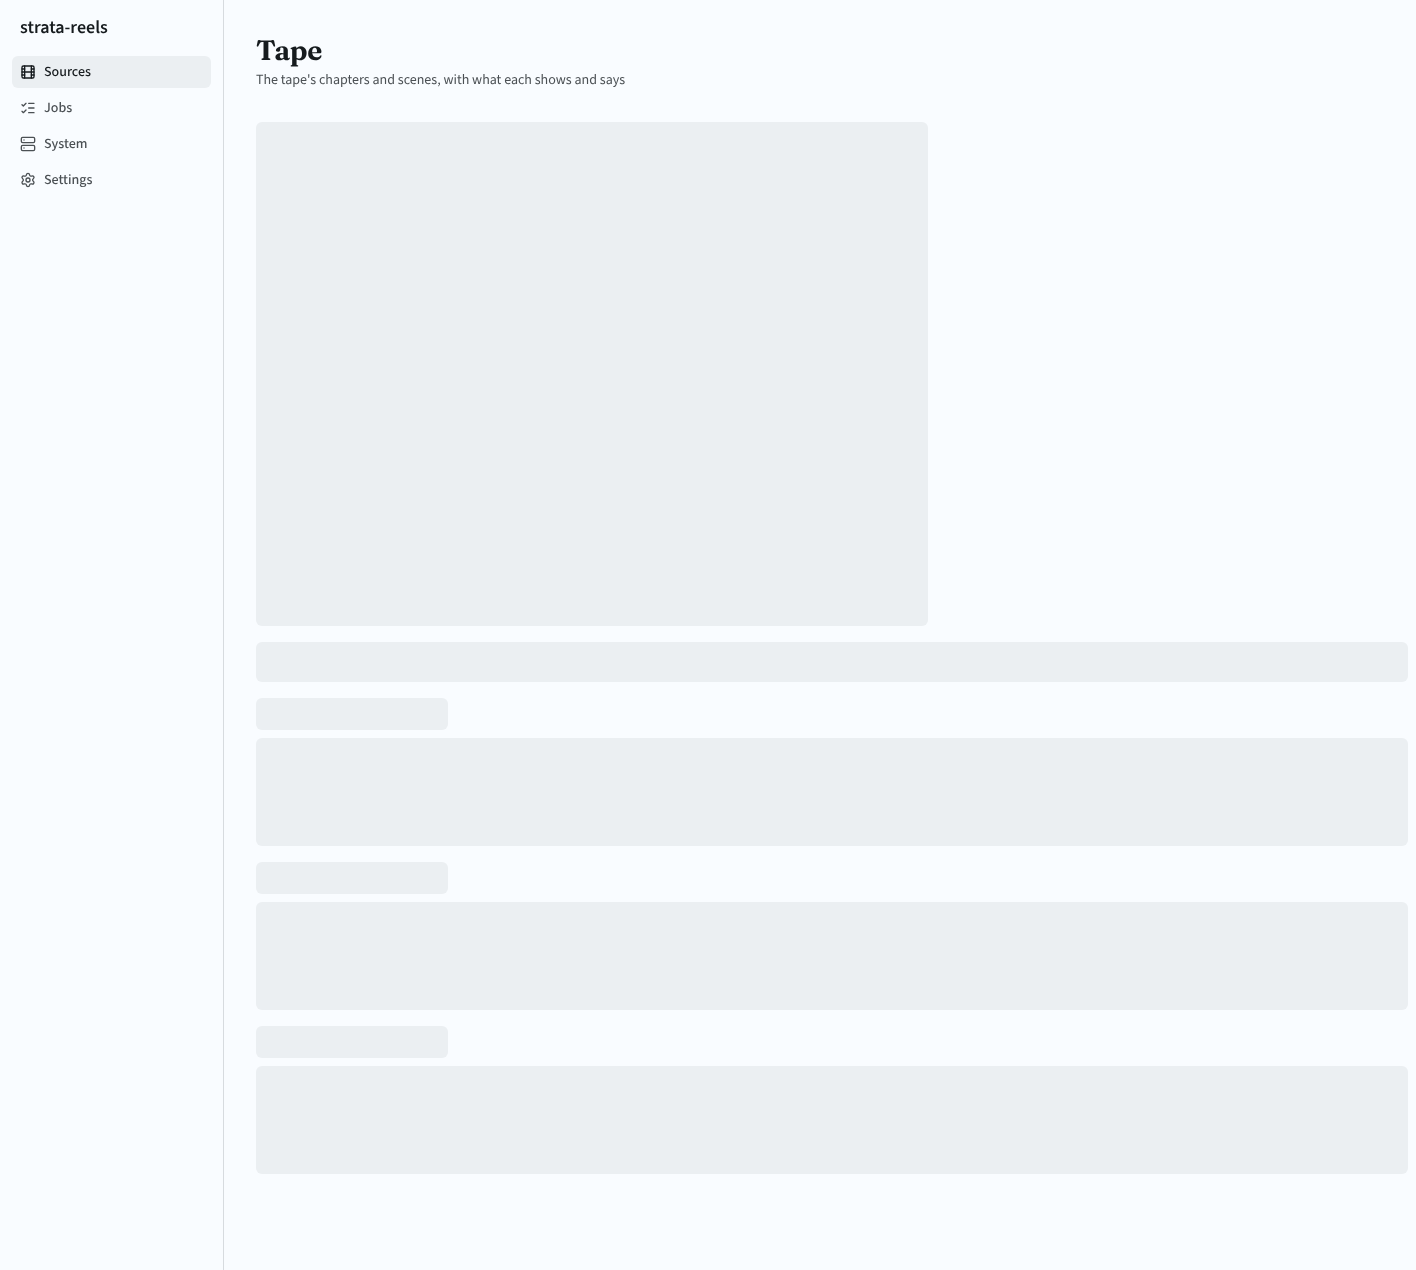 strata-reels
Sources
Jobs
System
Settings
Tape
The tape's chapters and scenes, with what each shows and says